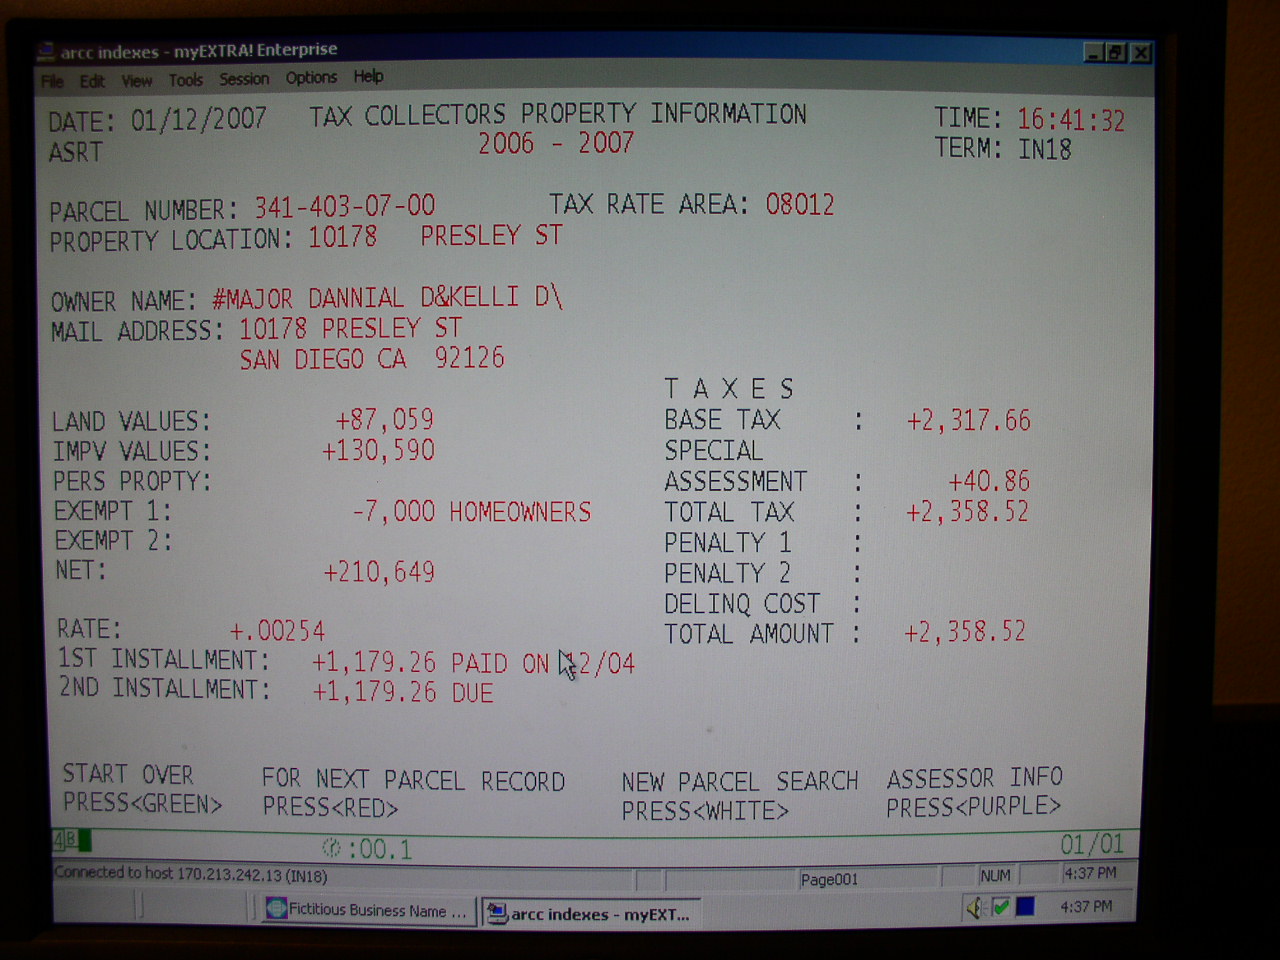 arcc indexes - myEXTRA! Enterprise
File Edit View Tools Session Options Help
DATE: 01/12/2007 TAX COLLECTORS PROPERTY INFORMATION TIME: 16:41:32
ASRT 2006 - 2007 TERM: IN18
PARCEL NUMBER: 341-403-07-00 TAX RATE AREA: 08012
PROPERTY LOCATION: 10178 PRESLEY ST
OWNER NAME: #MAJOR DANNIAL D&KELLI D\
MAIL ADDRESS: 10178 PRESLEY ST
SAN DIEGO CA 92126
T A X E S
LAND VALUES: +87,059 BASE TAX : +2,317.66
IMPV VALUES: +130,590 SPECIAL
PERS PROPTY: ASSESSMENT : +40.86
EXEMPT 1: -7,000 HOMEOWNERS TOTAL TAX : +2,358.52
EXEMPT 2: PENALTY 1 :
NET: +210,649 PENALTY 2 :
DELINQ COST :
RATE: +.00254 TOTAL AMOUNT : +2,358.52
1ST INSTALLMENT: +1,179.26 PAID ON 12/04
2ND INSTALLMENT: +1,179.26 DUE
START OVER FOR NEXT PARCEL RECORD NEW PARCEL SEARCH ASSESSOR INFO
PRESS<GREEN> PRESS<RED> PRESS<WHITE> PRESS<PURPLE>
4B :00.1 01/01
Connected to host 170.213.242.13 (IN18) Page001 NUM 4:37 PM
Fictitious Business Name ... arcc indexes - myEXT... 4:37 PM